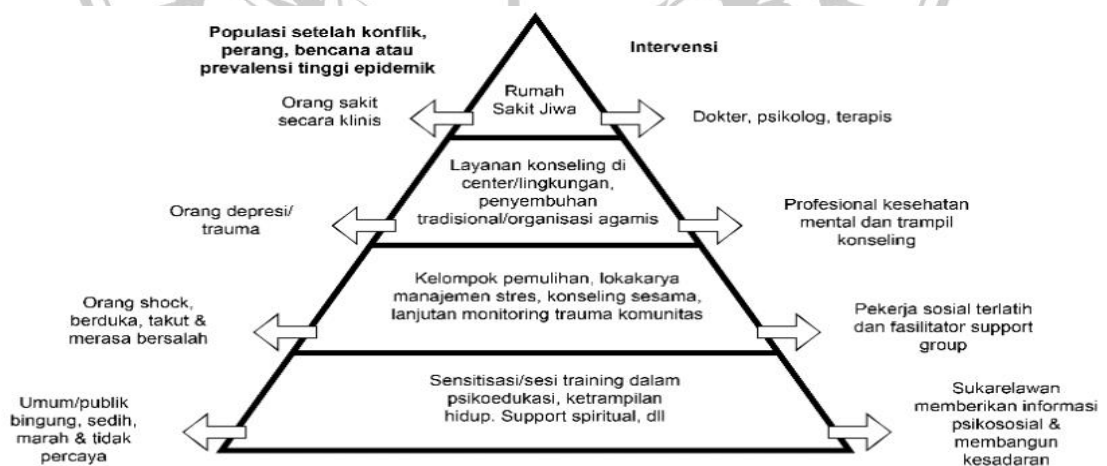 Populasi setelah konflik,
perang, bencana atau
prevalensi tinggi epidemik
Intervensi
Orang sakit
secara klinis
Rumah
Sakit Jiwa
Dokter, psikolog, terapis
Orang depresi/
trauma
Layanan konseling di
center/lingkungan,
penyembuhan
tradisional/organisasi agamis
Profesional kesehatan
mental dan trampil
konseling
Orang shock,
berduka, takut &
merasa bersalah
Kelompok pemulihan, lokakarya
manajemen stres, konseling sesama,
lanjutan monitoring trauma komunitas
Pekerja sosial terlatih
dan fasilitator support
group
Umum/publik
bingung, sedih,
marah & tidak
percaya
Sensitisasi/sesi training dalam
psikoedukasi, ketrampilan
hidup. Support spiritual, dll
Sukarelawan
memberikan informasi
psikososial &
membangun
kesadaran